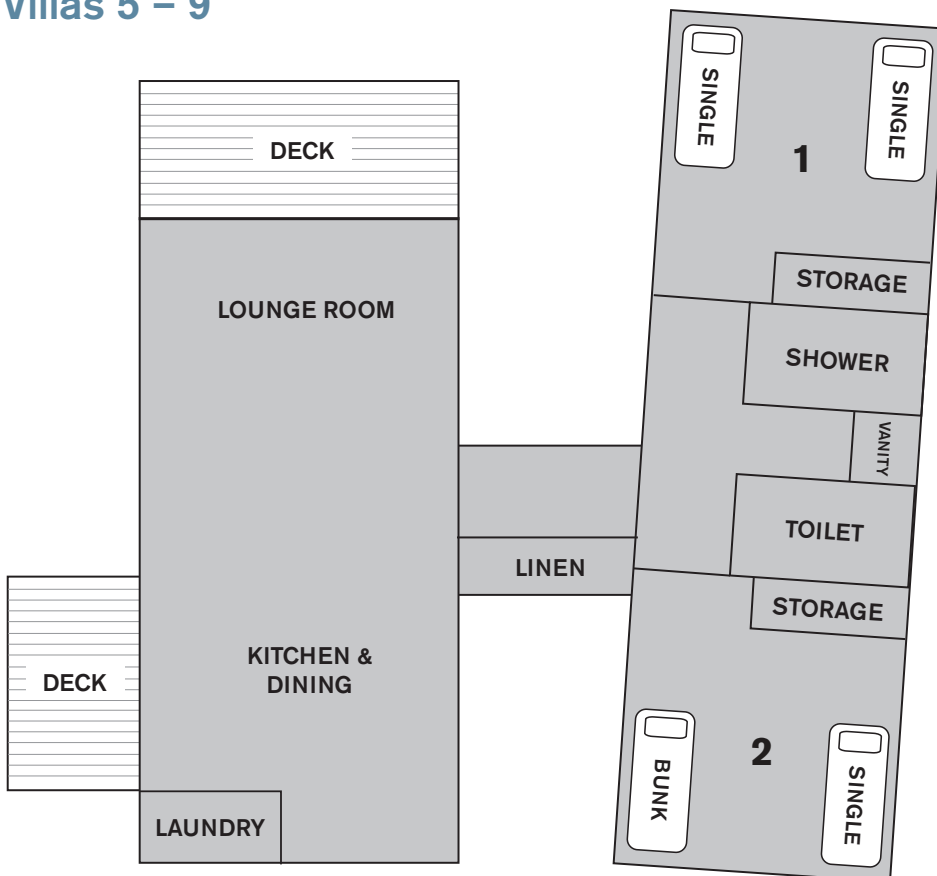 Villas 5 – 9
DECK
LOUNGE ROOM
KITCHEN &
DINING
DECK
LAUNDRY
LINEN
SINGLE
SINGLE
1
STORAGE
SHOWER
VANITY
TOILET
STORAGE
2
BUNK
SINGLE